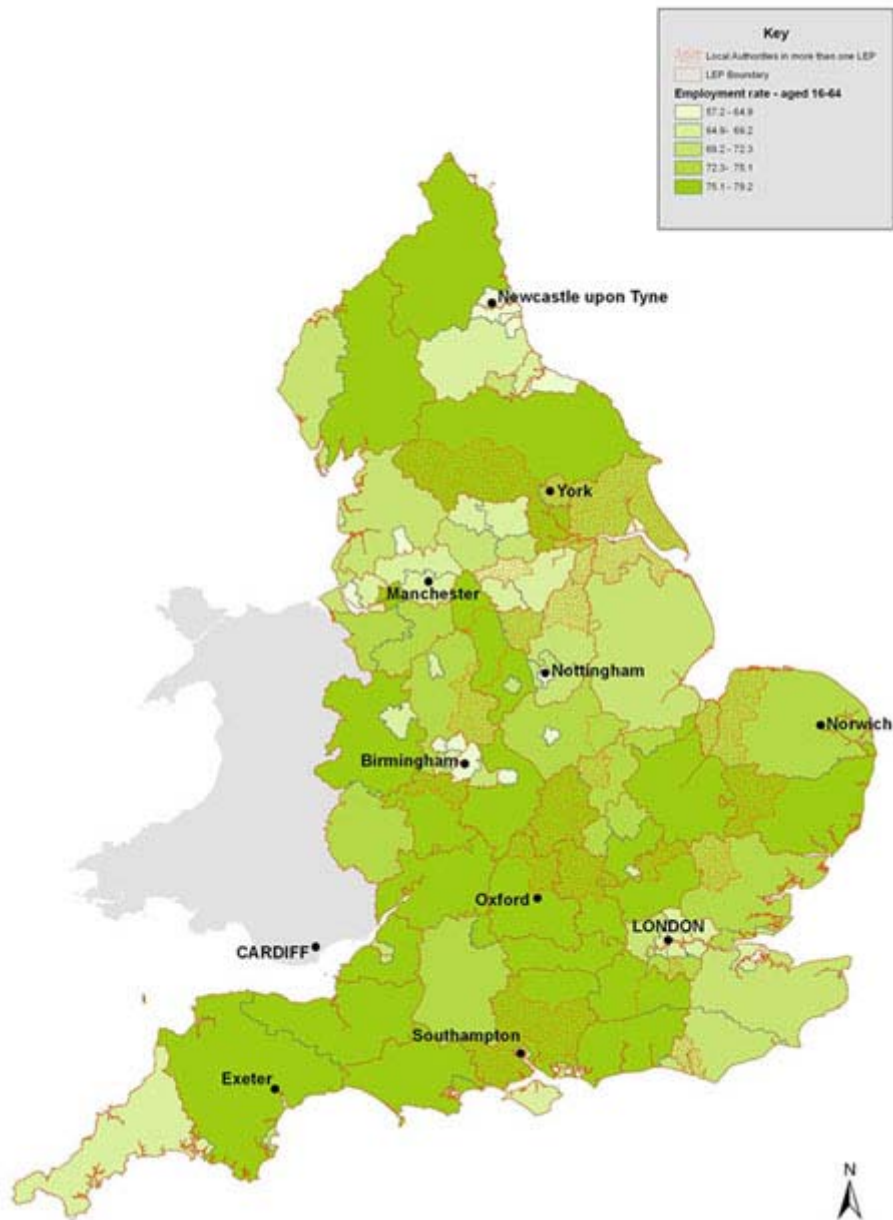 Key
Local Authorities in more than one LEP
LEP Boundary
Employment rate - aged 16-64
57.2 - 64.9
64.9- 69.2
69.2 - 72.3
72.3- 75.1
75.1 - 79.2
Newcastle upon Tyne
York
Manchester
Nottingham
Norwich
Birmingham
Oxford
LONDON
CARDIFF
Southampton
Exeter
N